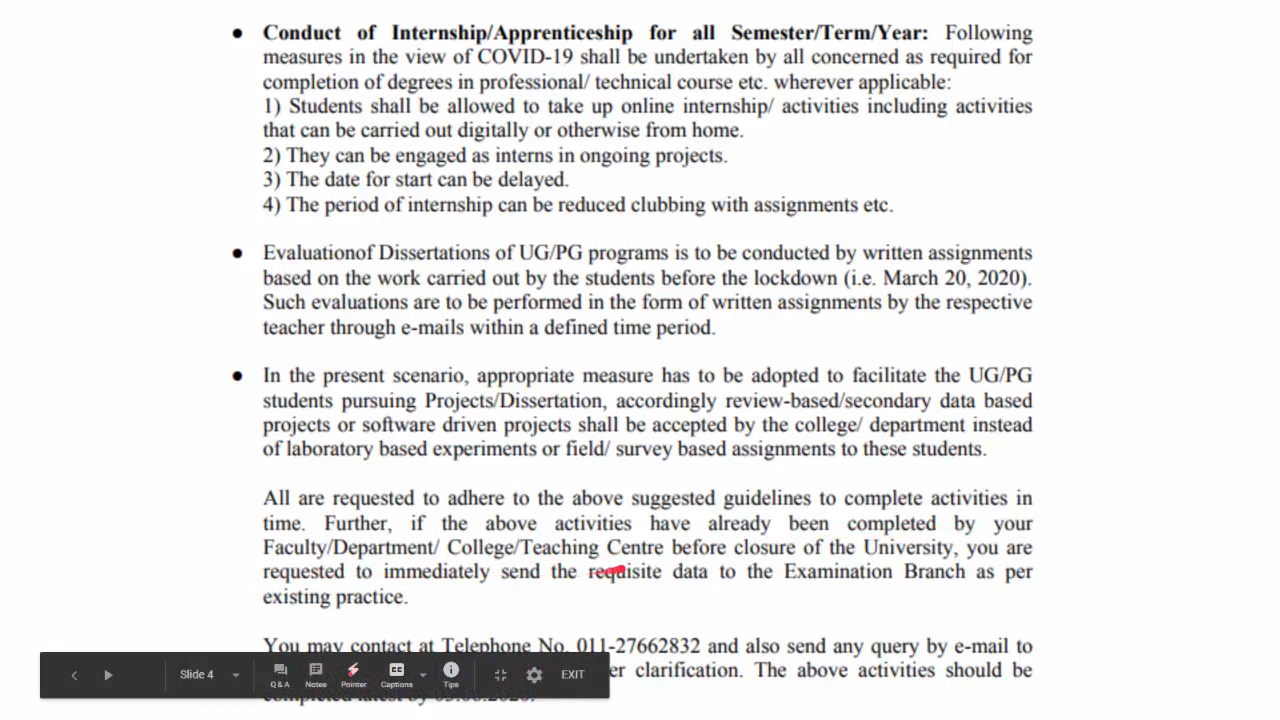 ● Conduct of Internship/Apprenticeship for all Semester/Term/Year: Following
measures in the view of COVID-19 shall be undertaken by all concerned as required for
completion of degrees in professional/ technical course etc. wherever applicable:
1) Students shall be allowed to take up online internship/ activities including activities
that can be carried out digitally or otherwise from home.
2) They can be engaged as interns in ongoing projects.
3) The date for start can be delayed.
4) The period of internship can be reduced clubbing with assignments etc.
● Evaluationof Dissertations of UG/PG programs is to be conducted by written assignments
based on the work carried out by the students before the lockdown (i.e. March 20, 2020).
Such evaluations are to be performed in the form of written assignments by the respective
teacher through e-mails within a defined time period.
● In the present scenario, appropriate measure has to be adopted to facilitate the UG/PG
students pursuing Projects/Dissertation, accordingly review-based/secondary data based
projects or software driven projects shall be accepted by the college/ department instead
of laboratory based experiments or field/ survey based assignments to these students.
All are requested to adhere to the above suggested guidelines to complete activities in
time. Further, if the above activities have already been completed by your
Faculty/Department/ College/Teaching Centre before closure of the University, you are
requested to immediately send the requisite data to the Examination Branch as per
existing practice.
You may contact at Telephone No. 011-27662832 and also send any query by e-mail to
clarification. The above activities should be
Slide 4
Q & A
Notes
Pointer
Captions
Tips
EXIT